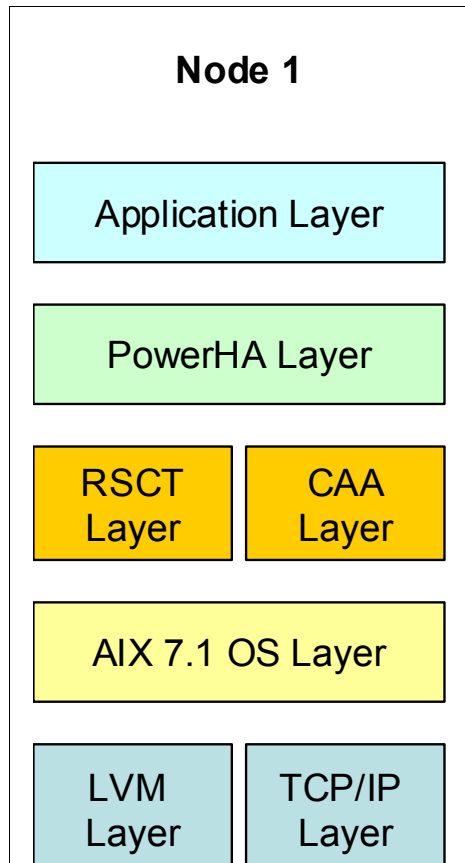 Node 1
Application Layer
PowerHA Layer
RSCT
Layer
CAA
Layer
AIX 7.1 OS Layer
LVM
Layer
TCP/IP
Layer